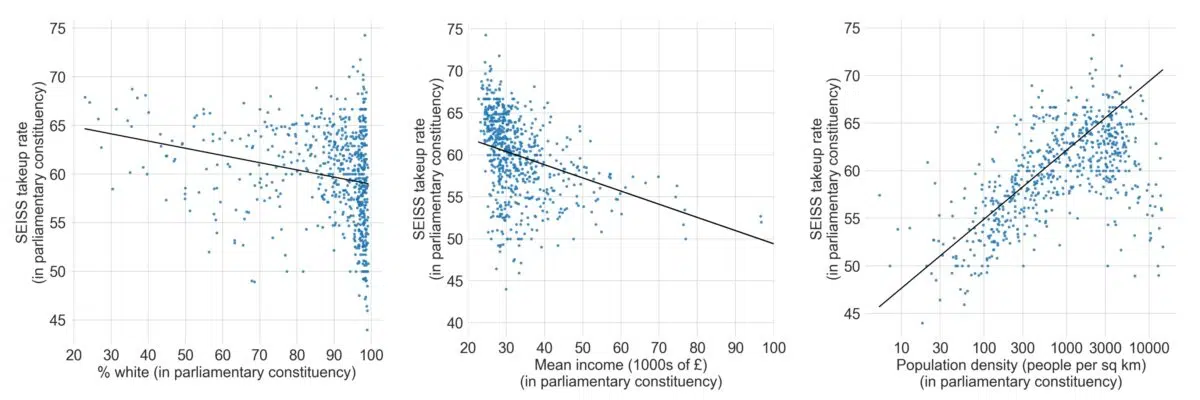 SEISS takeup rate
(in parliamentary constituency)
75
70
65
60
55
50
45
20 30 40 50 60 70 80 90 100
% white (in parliamentary constituency)
SEISS takeup rate
(in parliamentary constituency)
75
70
65
60
55
50
45
40
20 30 40 50 60 70 80 90 100
Mean income (1000s of £)
(in parliamentary constituency)
SEISS takeup rate
(in parliamentary constituency)
75
70
65
60
55
50
45
10 30 100 300 1000 3000 10000
Population density (people per sq km)
(in parliamentary constituency)